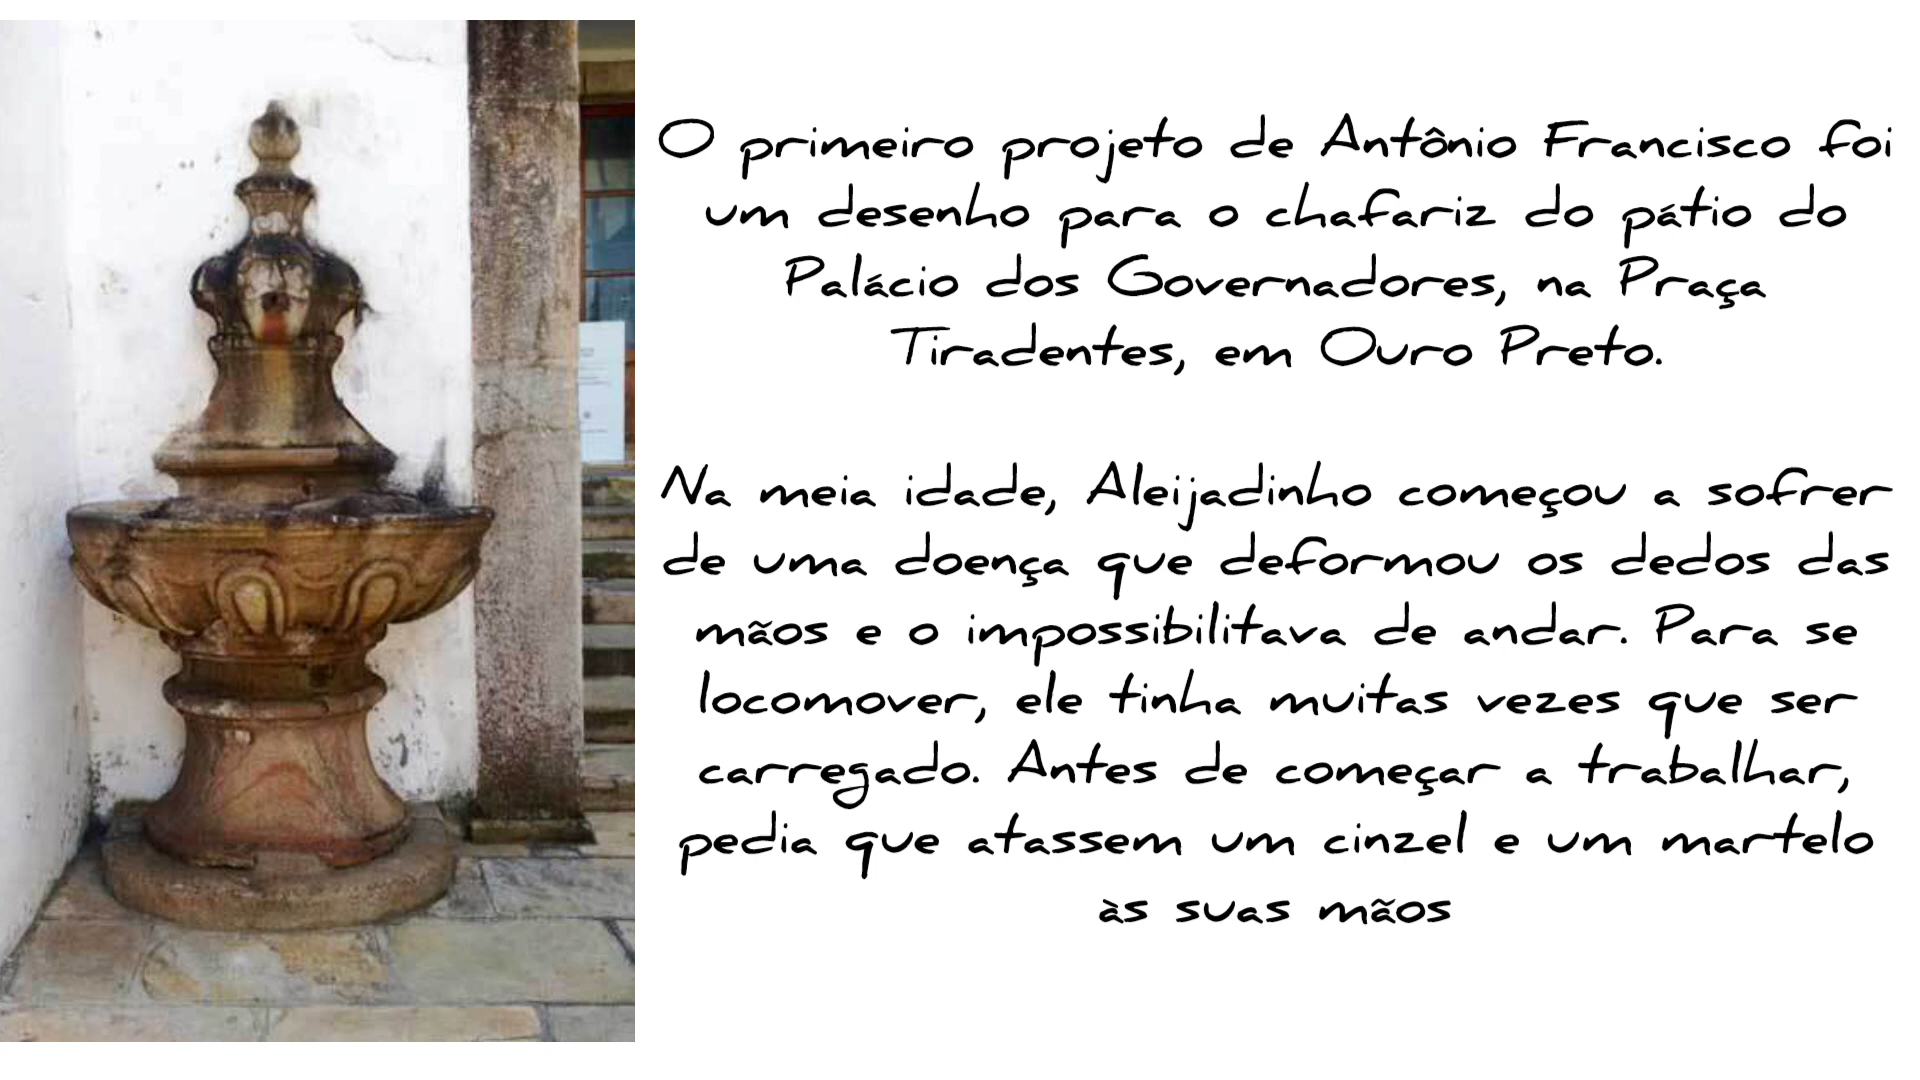 O primeiro projeto de Antônio Francisco foi
um desenho para o chafariz do pátio do
Palácio dos Governadores, na Praça
Tiradentes, em Ouro Preto.
Na meia idade, Aleijadinho começou a sofrer
de uma doença que deformou os dedos das
mãos e o impossibilitava de andar. Para se
locomover, ele tinha muitas vezes que ser
carregado. Antes de começar a trabalhar,
pedia que atassem um cinzel e um martelo
às suas mãos